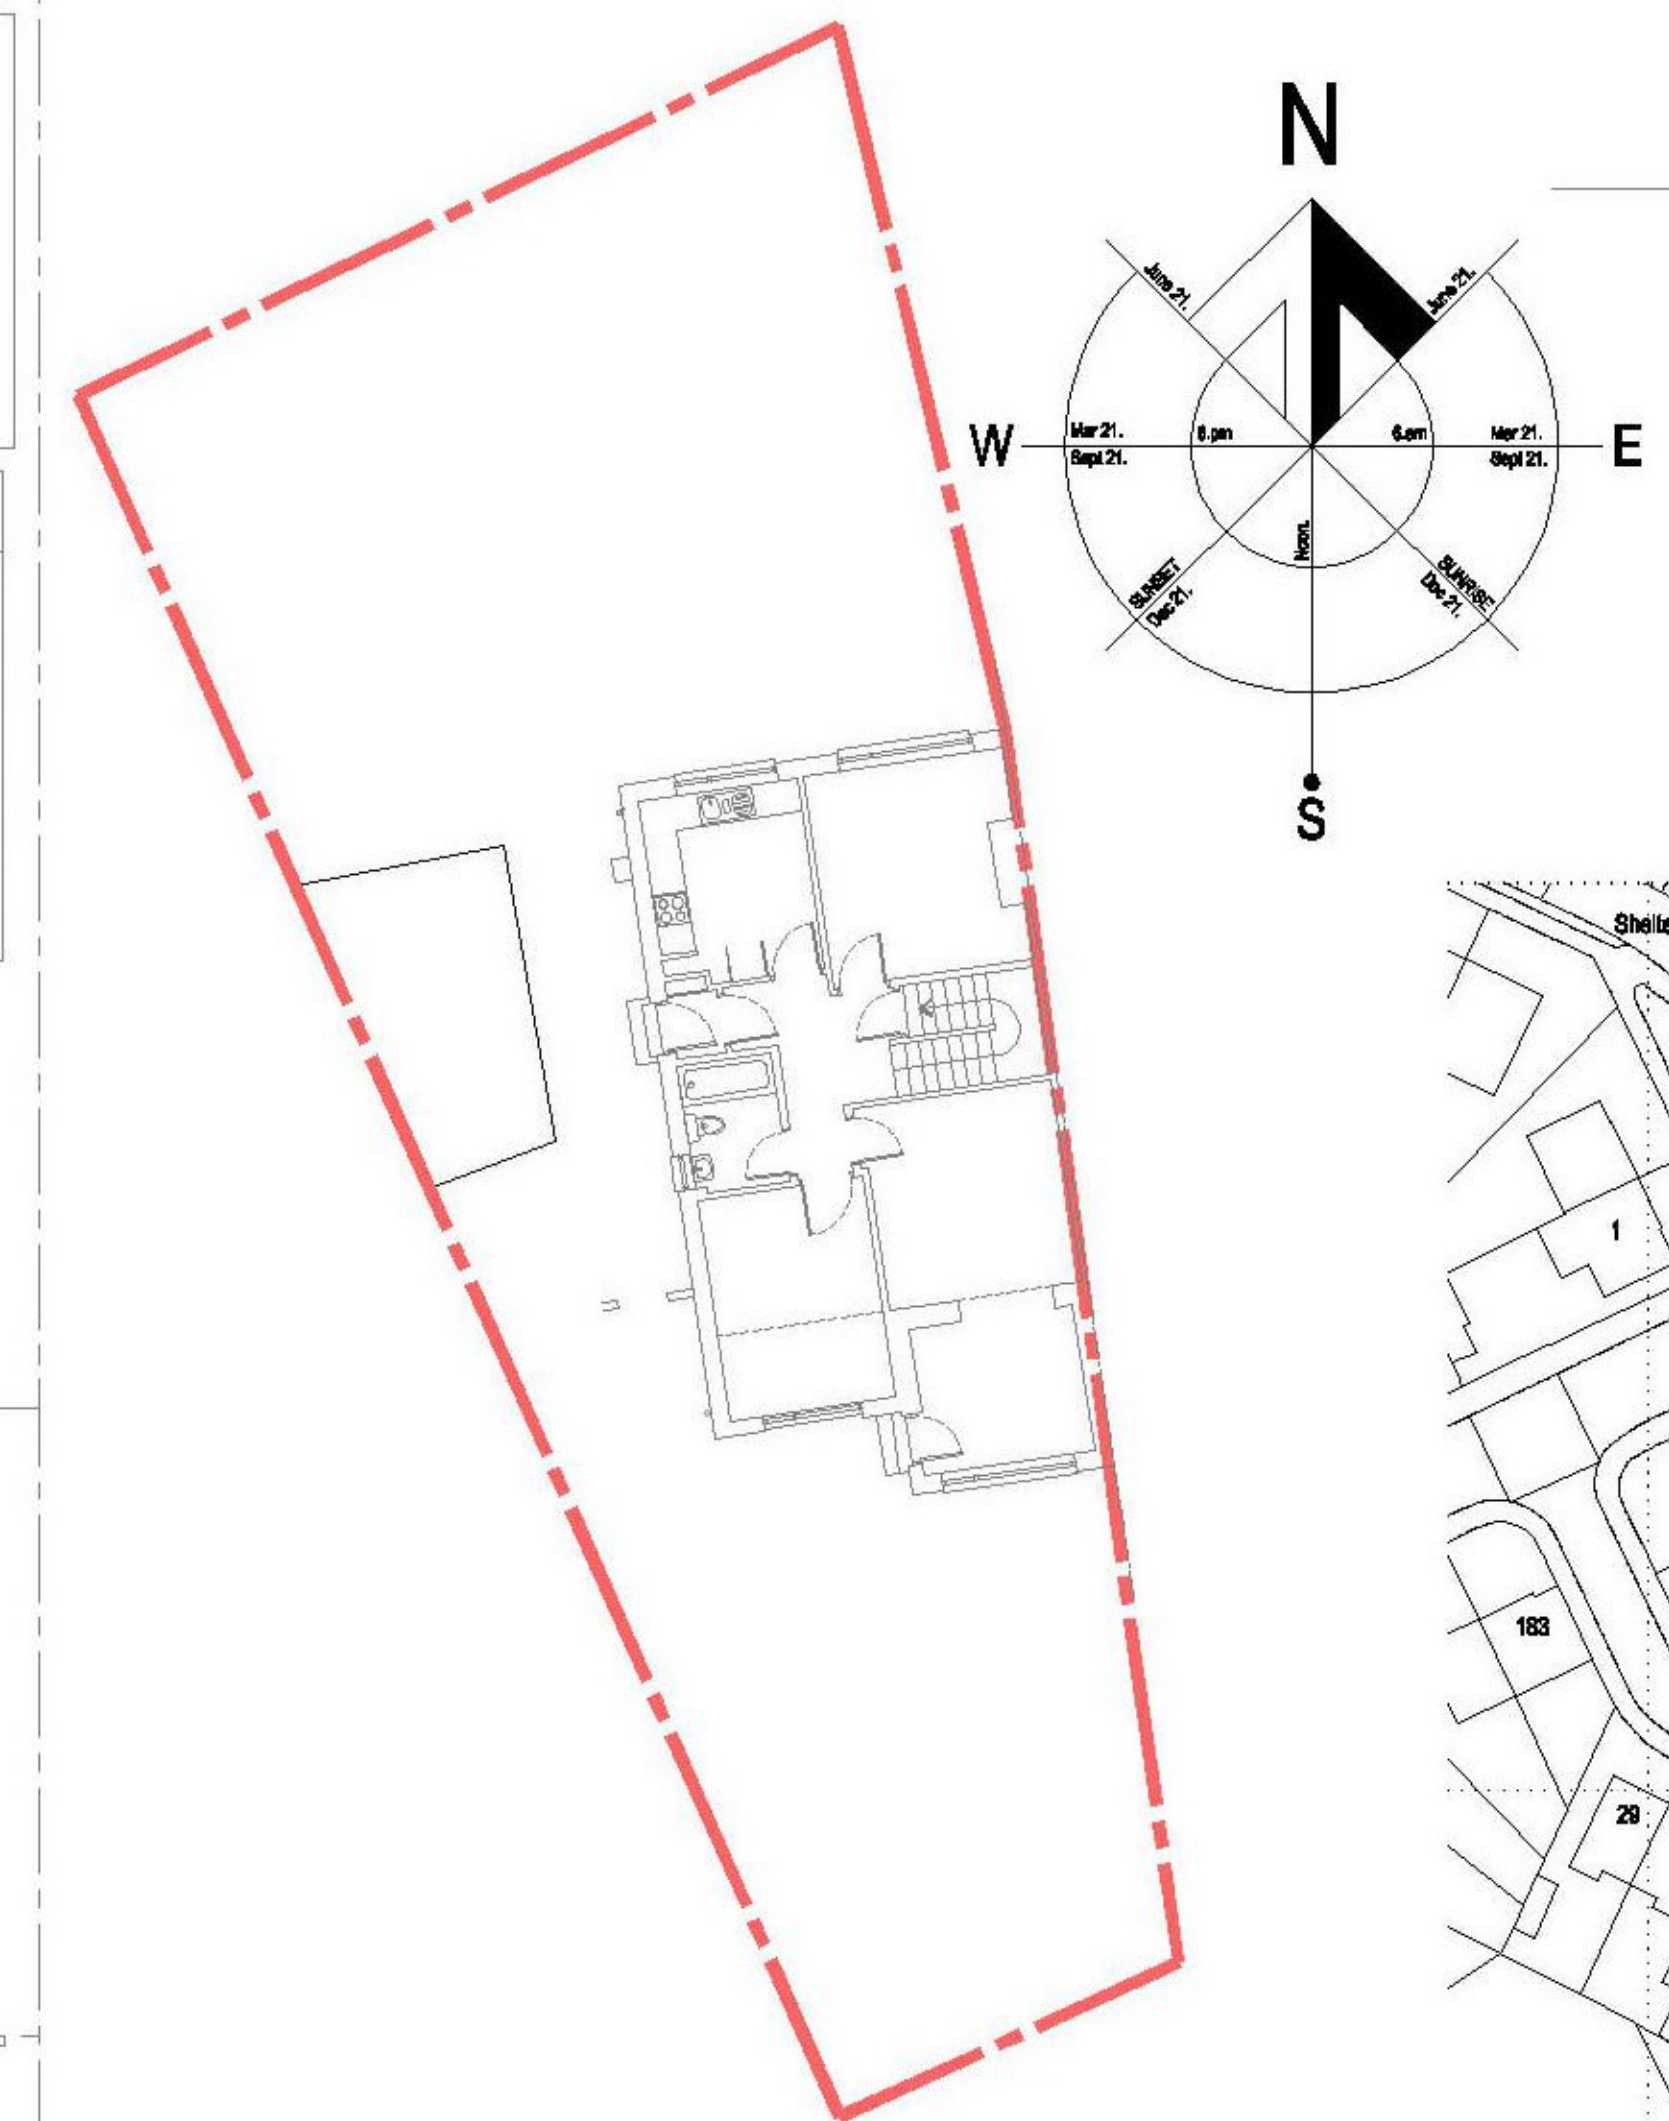 N
June 21.
June 21.
W
Mar 21.
Sept 21.
6.pm
6.am
Mar 21.
Sept 21.
E
Noon.
SUNSET
Dec 21.
SUNRISE
Dec 21.
S
1
183
29